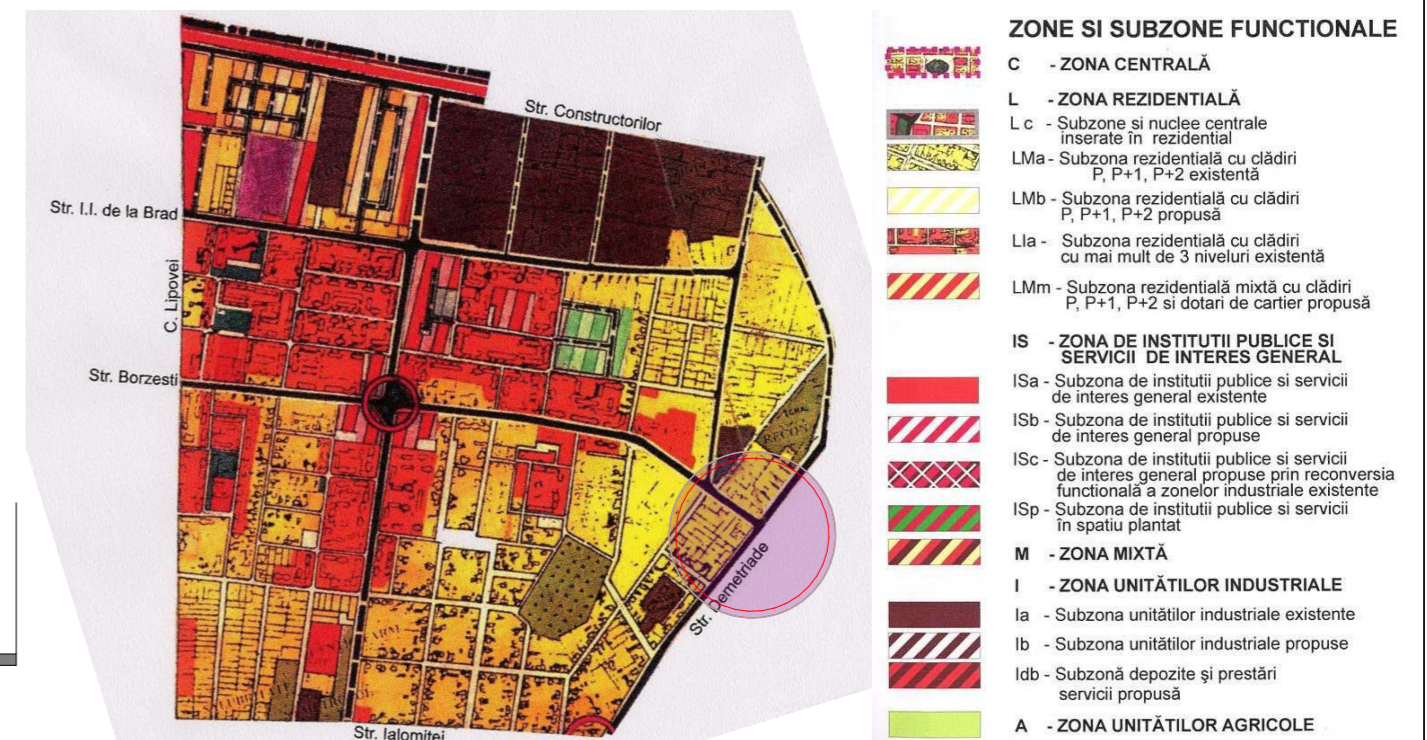 Str. Constructorilor
Str. I.I. de la Brad
C. Lipovei
Str. Borzesti
Str. Demetriade
Str. Ialomitei
ZONE SI SUBZONE FUNCTIONALE
C - ZONA CENTRALĂ
L - ZONA REZIDENTIALĂ
L c - Subzone si nuclee centrale
inserate în rezidential
LMa - Subzona rezidentială cu clădiri
P, P+1, P+2 existentă
LMb - Subzona rezidentială cu clădiri
P, P+1, P+2 propusă
LIa - Subzona rezidentială cu clădiri
cu mai mult de 3 niveluri existentă
LMm - Subzona rezidentială mixtă cu clădiri
P, P+1, P+2 si dotari de cartier propusă
IS - ZONA DE INSTITUTII PUBLICE SI
SERVICII DE INTERES GENERAL
ISa - Subzona de institutii publice si servicii
de interes general existente
ISb - Subzona de institutii publice si servicii
de interes general propuse
ISc - Subzona de institutii publice si servicii
de interes general propuse prin reconversia
functională a zonelor industriale existente
ISp - Subzona de institutii publice si servicii
în spatiu plantat
M - ZONA MIXTĂ
I - ZONA UNITĂTILOR INDUSTRIALE
Ia - Subzona unitătilor industriale existente
Ib - Subzona unitătilor industriale propuse
Idb - Subzonă depozite şi prestări
servicii propusă
A - ZONA UNITĂTILOR AGRICOLE